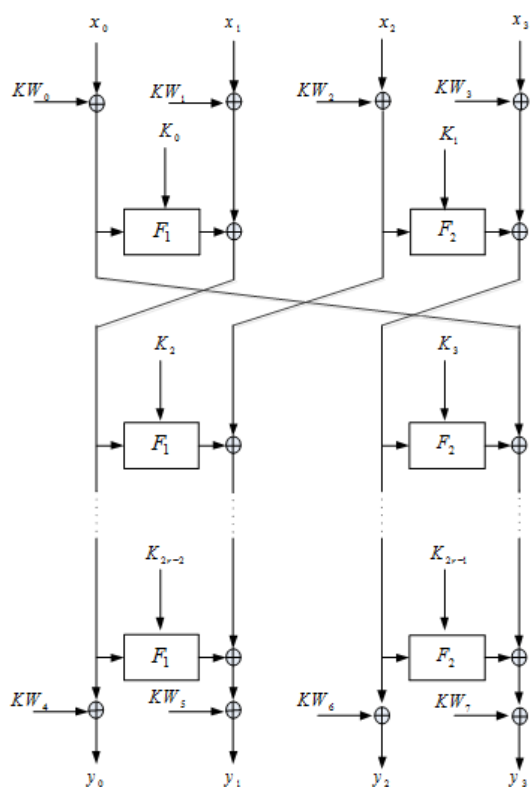 x₀ x₁ x₂ x₃
KW₀ KW₁ KW₂ KW₃
K₀ K₁
F₁ F₂
K₂ K₃
F₁ F₂
K₂ᵣ₋₂ K₂ᵣ₋₁
F₁ F₂
KW₄ KW₅ KW₆ KW₇
y₀ y₁ y₂ y₃